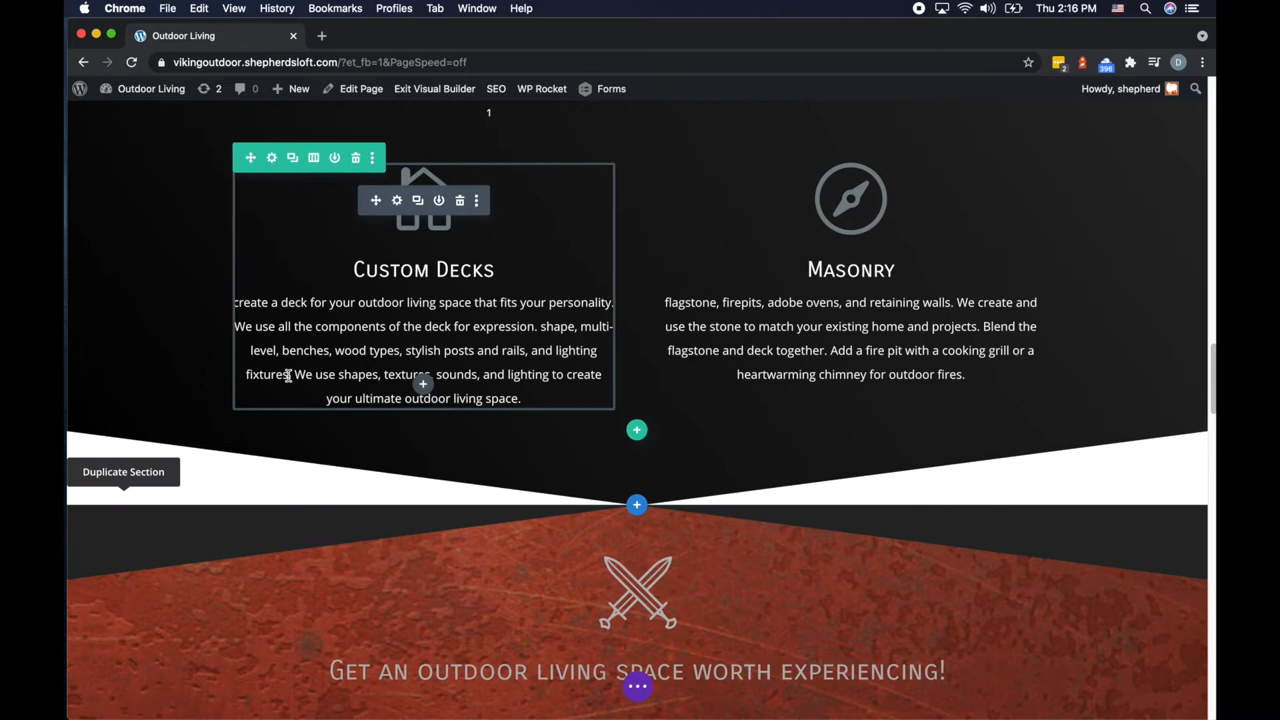 Chrome File Edit View History Bookmarks Profiles Tab Window Help Thu 2:16 PM
Outdoor Living
vikingoutdoor.shepherdsloft.com/?et_fb=1&PageSpeed=off
2
396
D
Outdoor Living 2 0 New Edit Page Exit Visual Builder SEO WP Rocket Forms Howdy, shepherd
1
Custom Decks
create a deck for your outdoor living space that fits your personality.
We use all the components of the deck for expression. shape, multi-
level, benches, wood types, stylish posts and rails, and lighting
fixtures. We use shapes, textures, sounds, and lighting to create
your ultimate outdoor living space.
Masonry
flagstone, firepits, adobe ovens, and retaining walls. We create and
use the stone to match your existing home and projects. Blend the
flagstone and deck together. Add a fire pit with a cooking grill or a
heartwarming chimney for outdoor fires.
Duplicate Section
Get an outdoor living space worth experiencing!